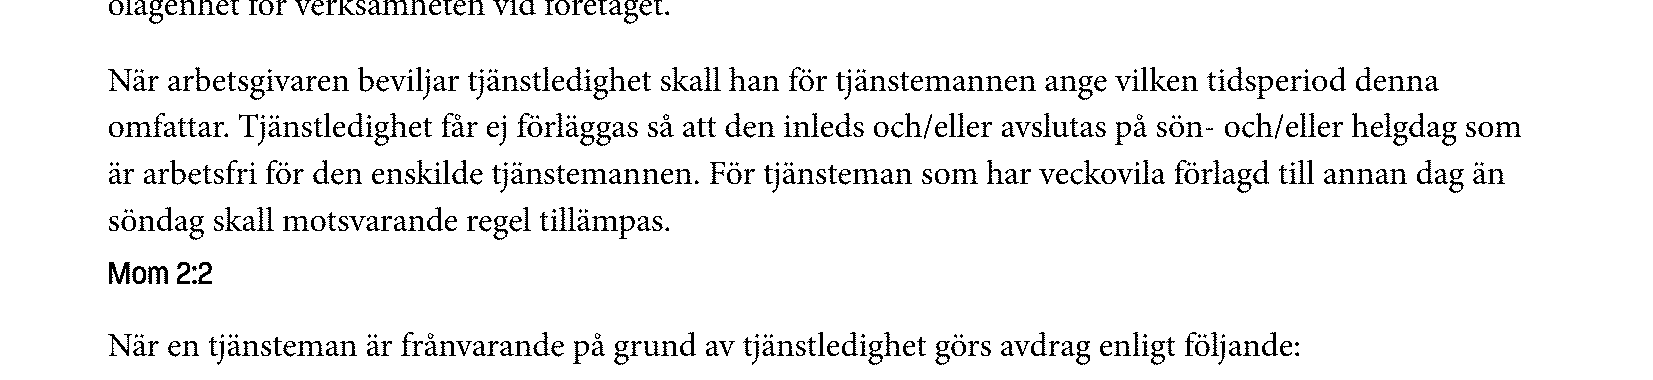 olägenhet för verksamheten vid företaget.
När arbetsgivaren beviljar tjänstledighet skall han för tjänstemannen ange vilken tidsperiod denna
omfattar. Tjänstledighet får ej förläggas så att den inleds och/eller avslutas på sön- och/eller helgdag som
är arbetsfri för den enskilde tjänstemannen. För tjänsteman som har veckovila förlagd till annan dag än
söndag skall motsvarande regel tillämpas.
Mom 2:2
När en tjänsteman är frånvarande på grund av tjänstledighet görs avdrag enligt följande: